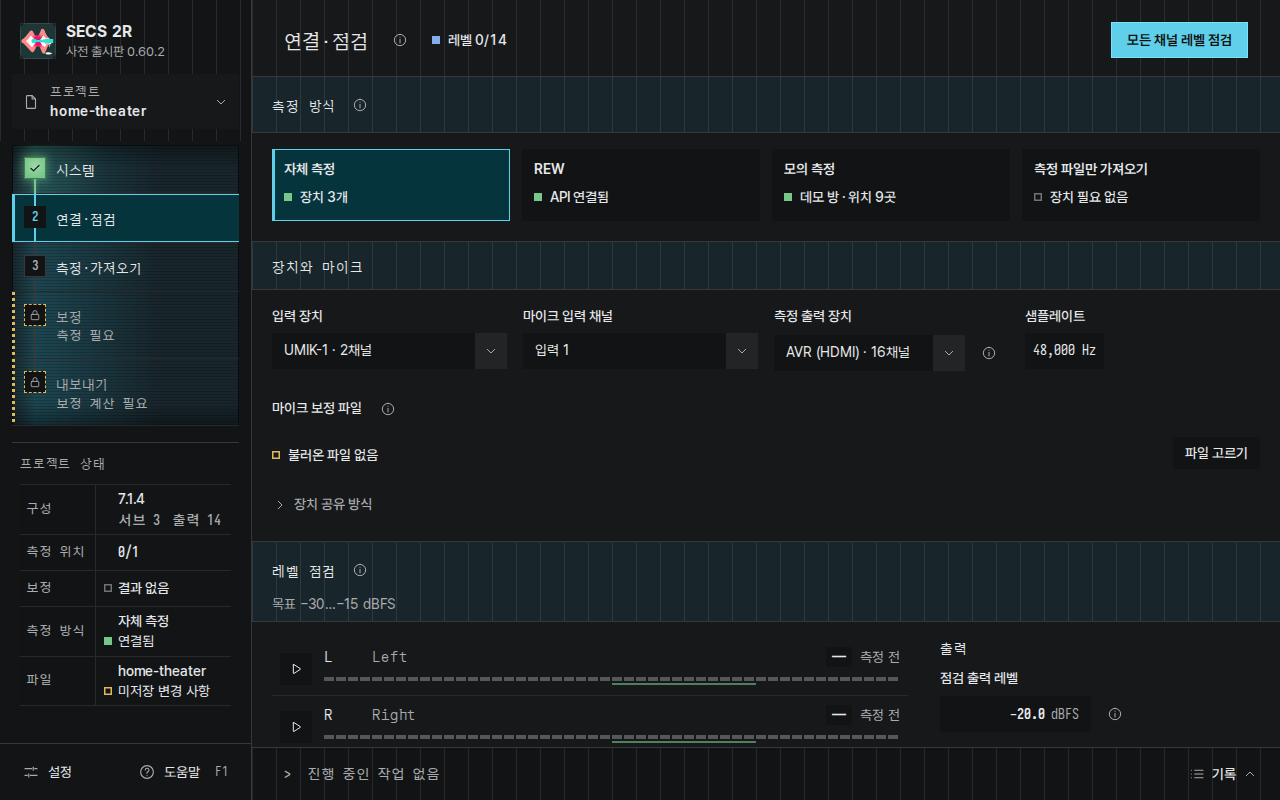 SECS 2R
사전 출시판 0.60.2
프로젝트
home-theater
시스템
2 연결·점검
3 측정·가져오기
보정
측정 필요
내보내기
보정 계산 필요
프로젝트 상태
구성
7.1.4
서브 3 출력 14
측정 위치
0/1
보정
결과 없음
측정 방식
자체 측정
연결됨
파일
home-theater
미저장 변경 사항
설정
도움말 F1
연결·점검
레벨 0/14
모든 채널 레벨 점검
측정 방식
자체 측정
장치 3개
REW
API 연결됨
모의 측정
데모 방 · 위치 9곳
측정 파일만 가져오기
장치 필요 없음
장치와 마이크
입력 장치
UMIK-1 · 2채널
마이크 입력 채널
입력 1
측정 출력 장치
AVR (HDMI) · 16채널
샘플레이트
48,000 Hz
마이크 보정 파일
불러온 파일 없음
파일 고르기
장치 공유 방식
레벨 점검
목표 −30…−15 dBFS
L Left — 측정 전
R Right — 측정 전
출력
점검 출력 레벨
−20.0 dBFS
> 진행 중인 작업 없음
기록